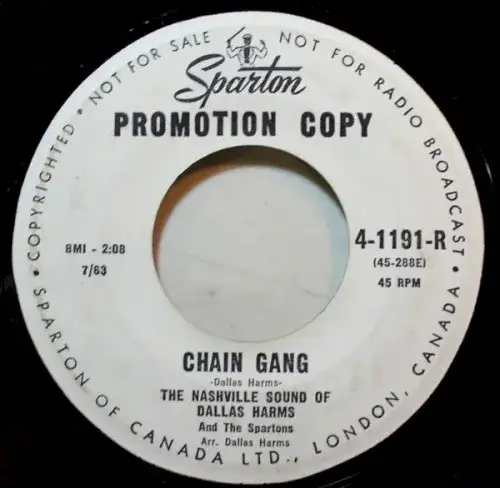 • COPYRIGHTED • NOT FOR SALE NOT FOR RADIO BROADCAST •
Sparton
PROMOTION COPY
BMI - 2:08
7/63
4-1191-R
(45-288E)
45 RPM
CHAIN GANG
-Dallas Harms-
THE NASHVILLE SOUND OF
DALLAS HARMS
And The Spartons
Arr. Dallas Harms
SPARTON OF CANADA LTD., LONDON, CANADA